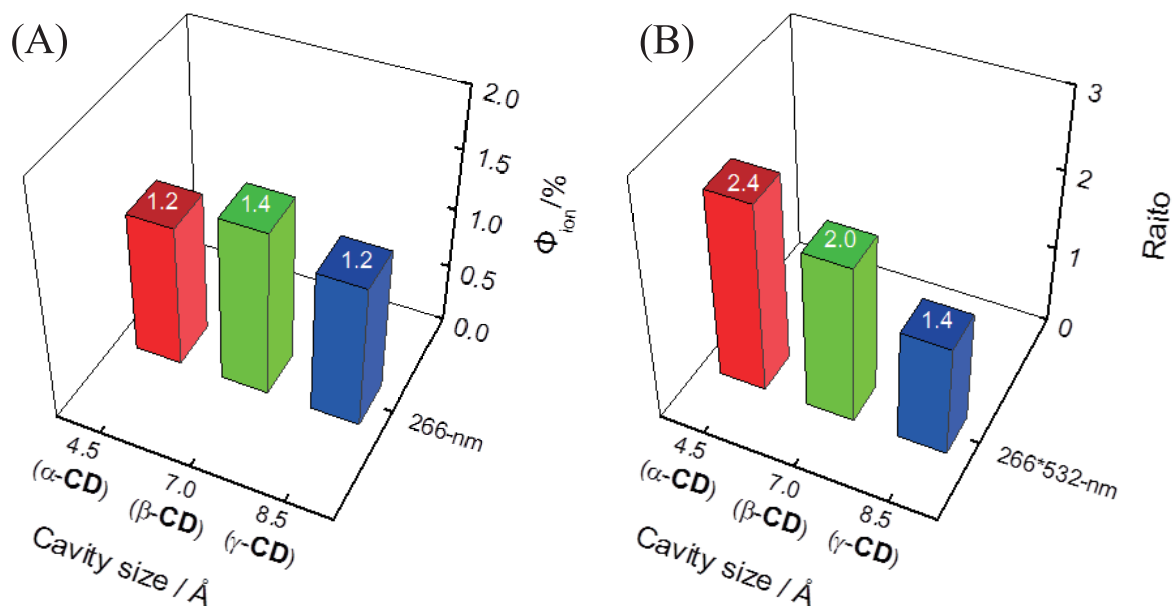 (A)
2.0
1.5
1.0
0.5
0.0
Φion /%
1.2
1.4
1.2
266-nm
4.5
(α-CD)
7.0
(β-CD)
8.5
(γ-CD)
Cavity size / Å
(B)
3
2
1
0
Raito
2.4
2.0
1.4
266*532-nm
4.5
(α-CD)
7.0
(β-CD)
8.5
(γ-CD)
Cavity size / Å